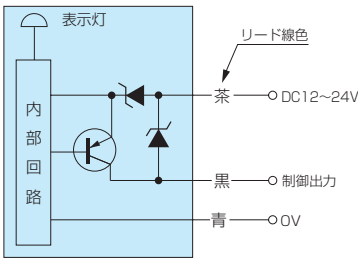 表示灯
リード線色
内部回路
茶 DC12〜24V
黒 制御出力
青 0V